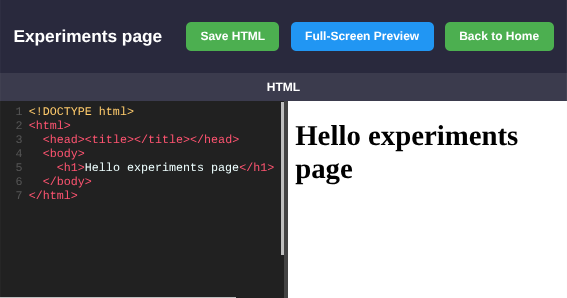 Experiments page
Save HTML
Full-Screen Preview
Back to Home
HTML
1 <!DOCTYPE html>
2 <html>
3   <head><title></title></head>
4   <body>
5     <h1>Hello experiments page</h1>
6   </body>
7 </html>
Hello experiments
page